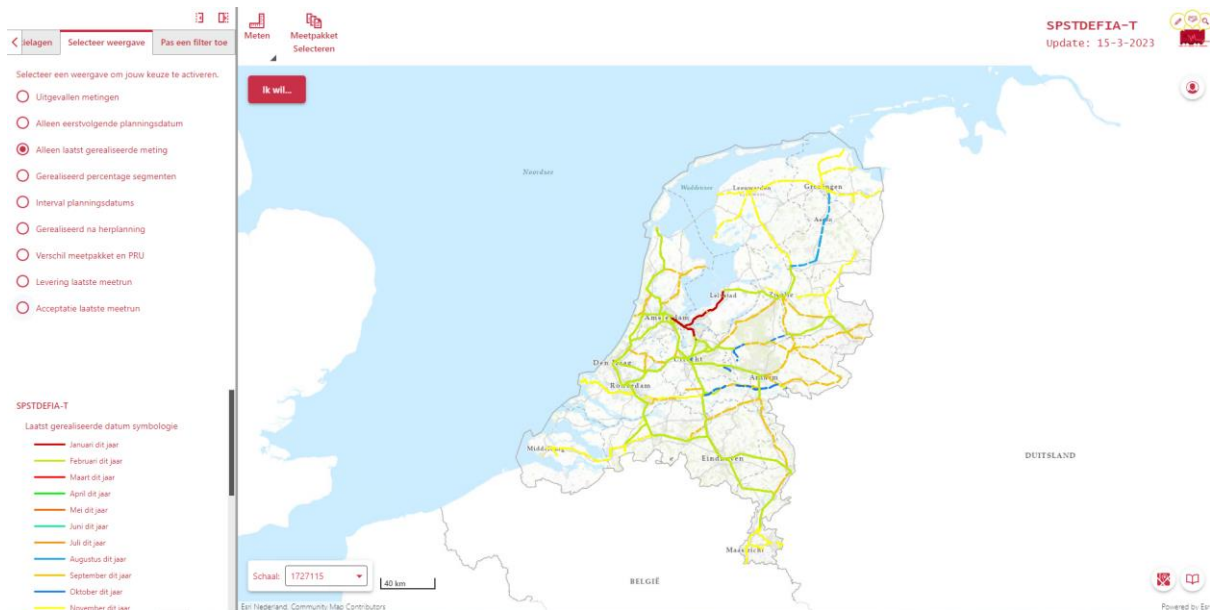 ielagen
Selecteer weergave
Pas een filter toe
Selecteer een weergave om jouw keuze te activeren.
Uitgevallen metingen
Alleen eerstvolgende planningsdatum
Alleen laatst gerealiseerde meting
Gerealiseerd percentage segmenten
Interval planningsdatums
Gerealiseerd na herplanning
Verschil meetpakket en PRU
Levering laatste meetrun
Acceptatie laatste meetrun
SPSTDEFIA-T
Laatst gerealiseerde datum symbologie
Januari dit jaar
Februari dit jaar
Maart dit jaar
April dit jaar
Mei dit jaar
Juni dit jaar
Juli dit jaar
Augustus dit jaar
September dit jaar
Oktober dit jaar
November dit jaar
Meten
Meetpakket
Selecteren
SPSTDEFIA-T
Update: 15-3-2023
Ik wil...
Noordzee
Waddenzee
Leeuwarden
Groningen
Assen
Lelystad
Zwolle
Amsterdam
Den Haag
Utrecht
Rotterdam
Arnhem
Middelburg
Eindhoven
DUITSLAND
Maastricht
BELGIË
Schaal:
1727115
40 km
Esri Nederland, Community Map Contributors
Powered by Esri